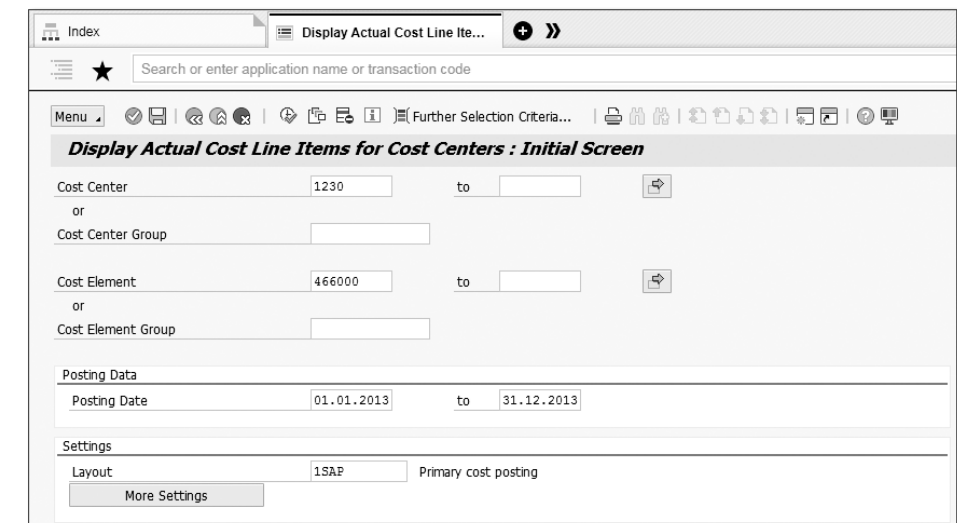 Index
Display Actual Cost Line Ite...
Search or enter application name or transaction code
Menu
Further Selection Criteria...
Display Actual Cost Line Items for Cost Centers : Initial Screen
Cost Center 1230 to
or
Cost Center Group
Cost Element 466000 to
or
Cost Element Group
Posting Data
Posting Date 01.01.2013 to 31.12.2013
Settings
Layout 1SAP Primary cost posting
More Settings